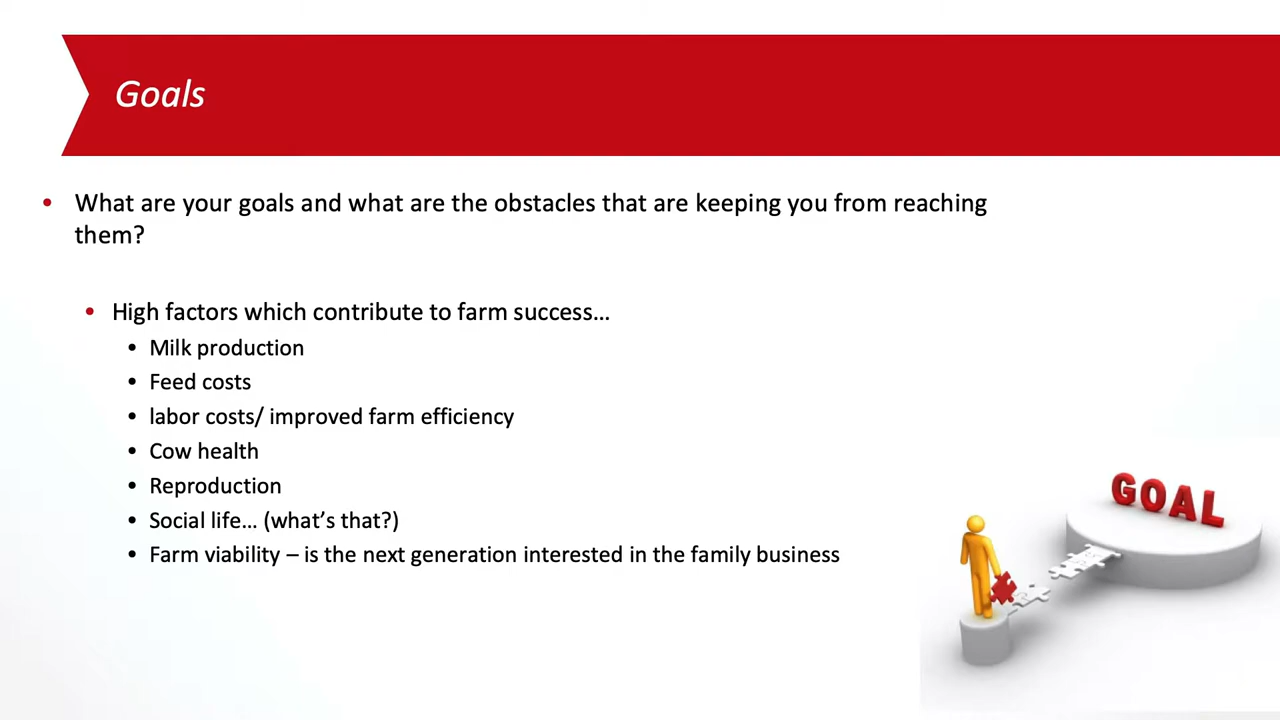 Goals
• What are your goals and what are the obstacles that are keeping you from reaching
them?
• High factors which contribute to farm success...
• Milk production
• Feed costs
• labor costs/ improved farm efficiency
• Cow health
• Reproduction
• Social life... (what's that?)
• Farm viability – is the next generation interested in the family business
GOAL